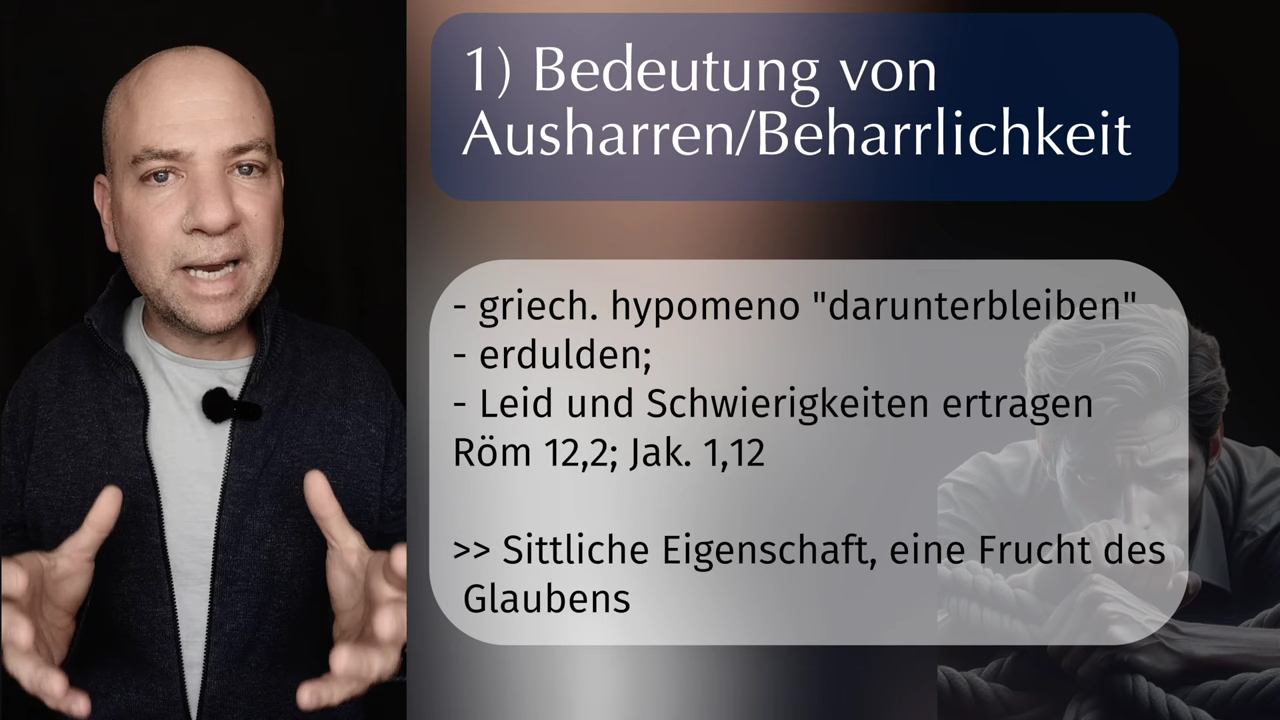 1) Bedeutung von
Ausharren/Beharrlichkeit
- griech. hypomeno "darunterbleiben"
- erdulden;
- Leid und Schwierigkeiten ertragen
Röm 12,2; Jak. 1,12
>> Sittliche Eigenschaft, eine Frucht des
Glaubens